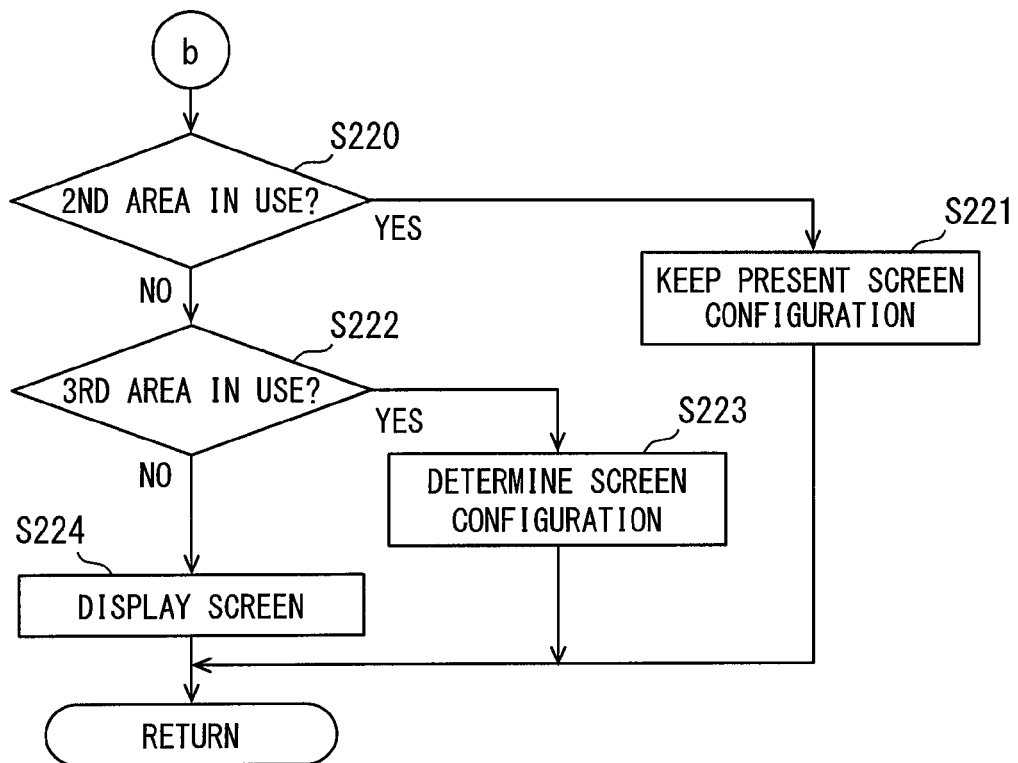 b
S220
2ND AREA IN USE?
YES
S221
KEEP PRESENT SCREEN
CONFIGURATION
NO
S222
3RD AREA IN USE?
YES
S223
DETERMINE SCREEN
CONFIGURATION
NO
S224
DISPLAY SCREEN
RETURN